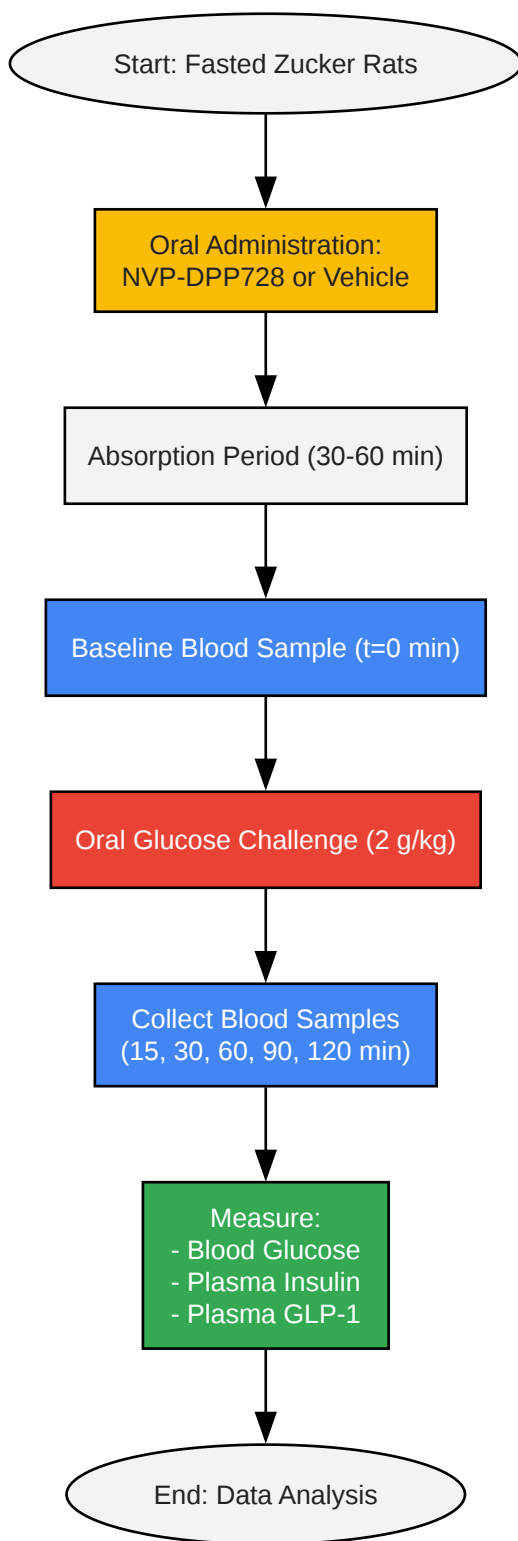 Start: Fasted Zucker Rats
Oral Administration:
NVP-DPP728 or Vehicle
Absorption Period (30-60 min)
Baseline Blood Sample (t=0 min)
Oral Glucose Challenge (2 g/kg)
Collect Blood Samples
(15, 30, 60, 90, 120 min)
Measure:
- Blood Glucose
- Plasma Insulin
- Plasma GLP-1
End: Data Analysis